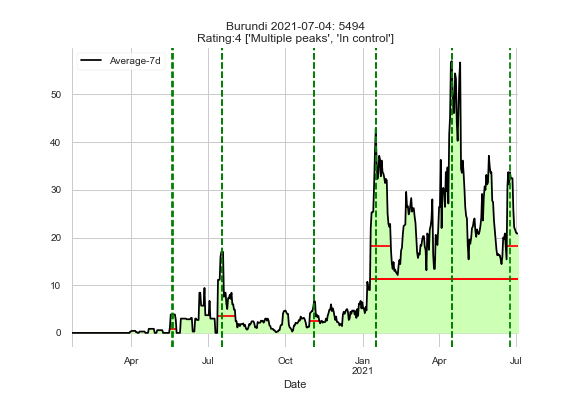 Burundi 2021-07-04: 5494
Rating:4 ['Multiple peaks', 'In control']
Average-7d
50
40
30
20
10
0
Apr Jul Oct Jan Apr Jul
2021
Date